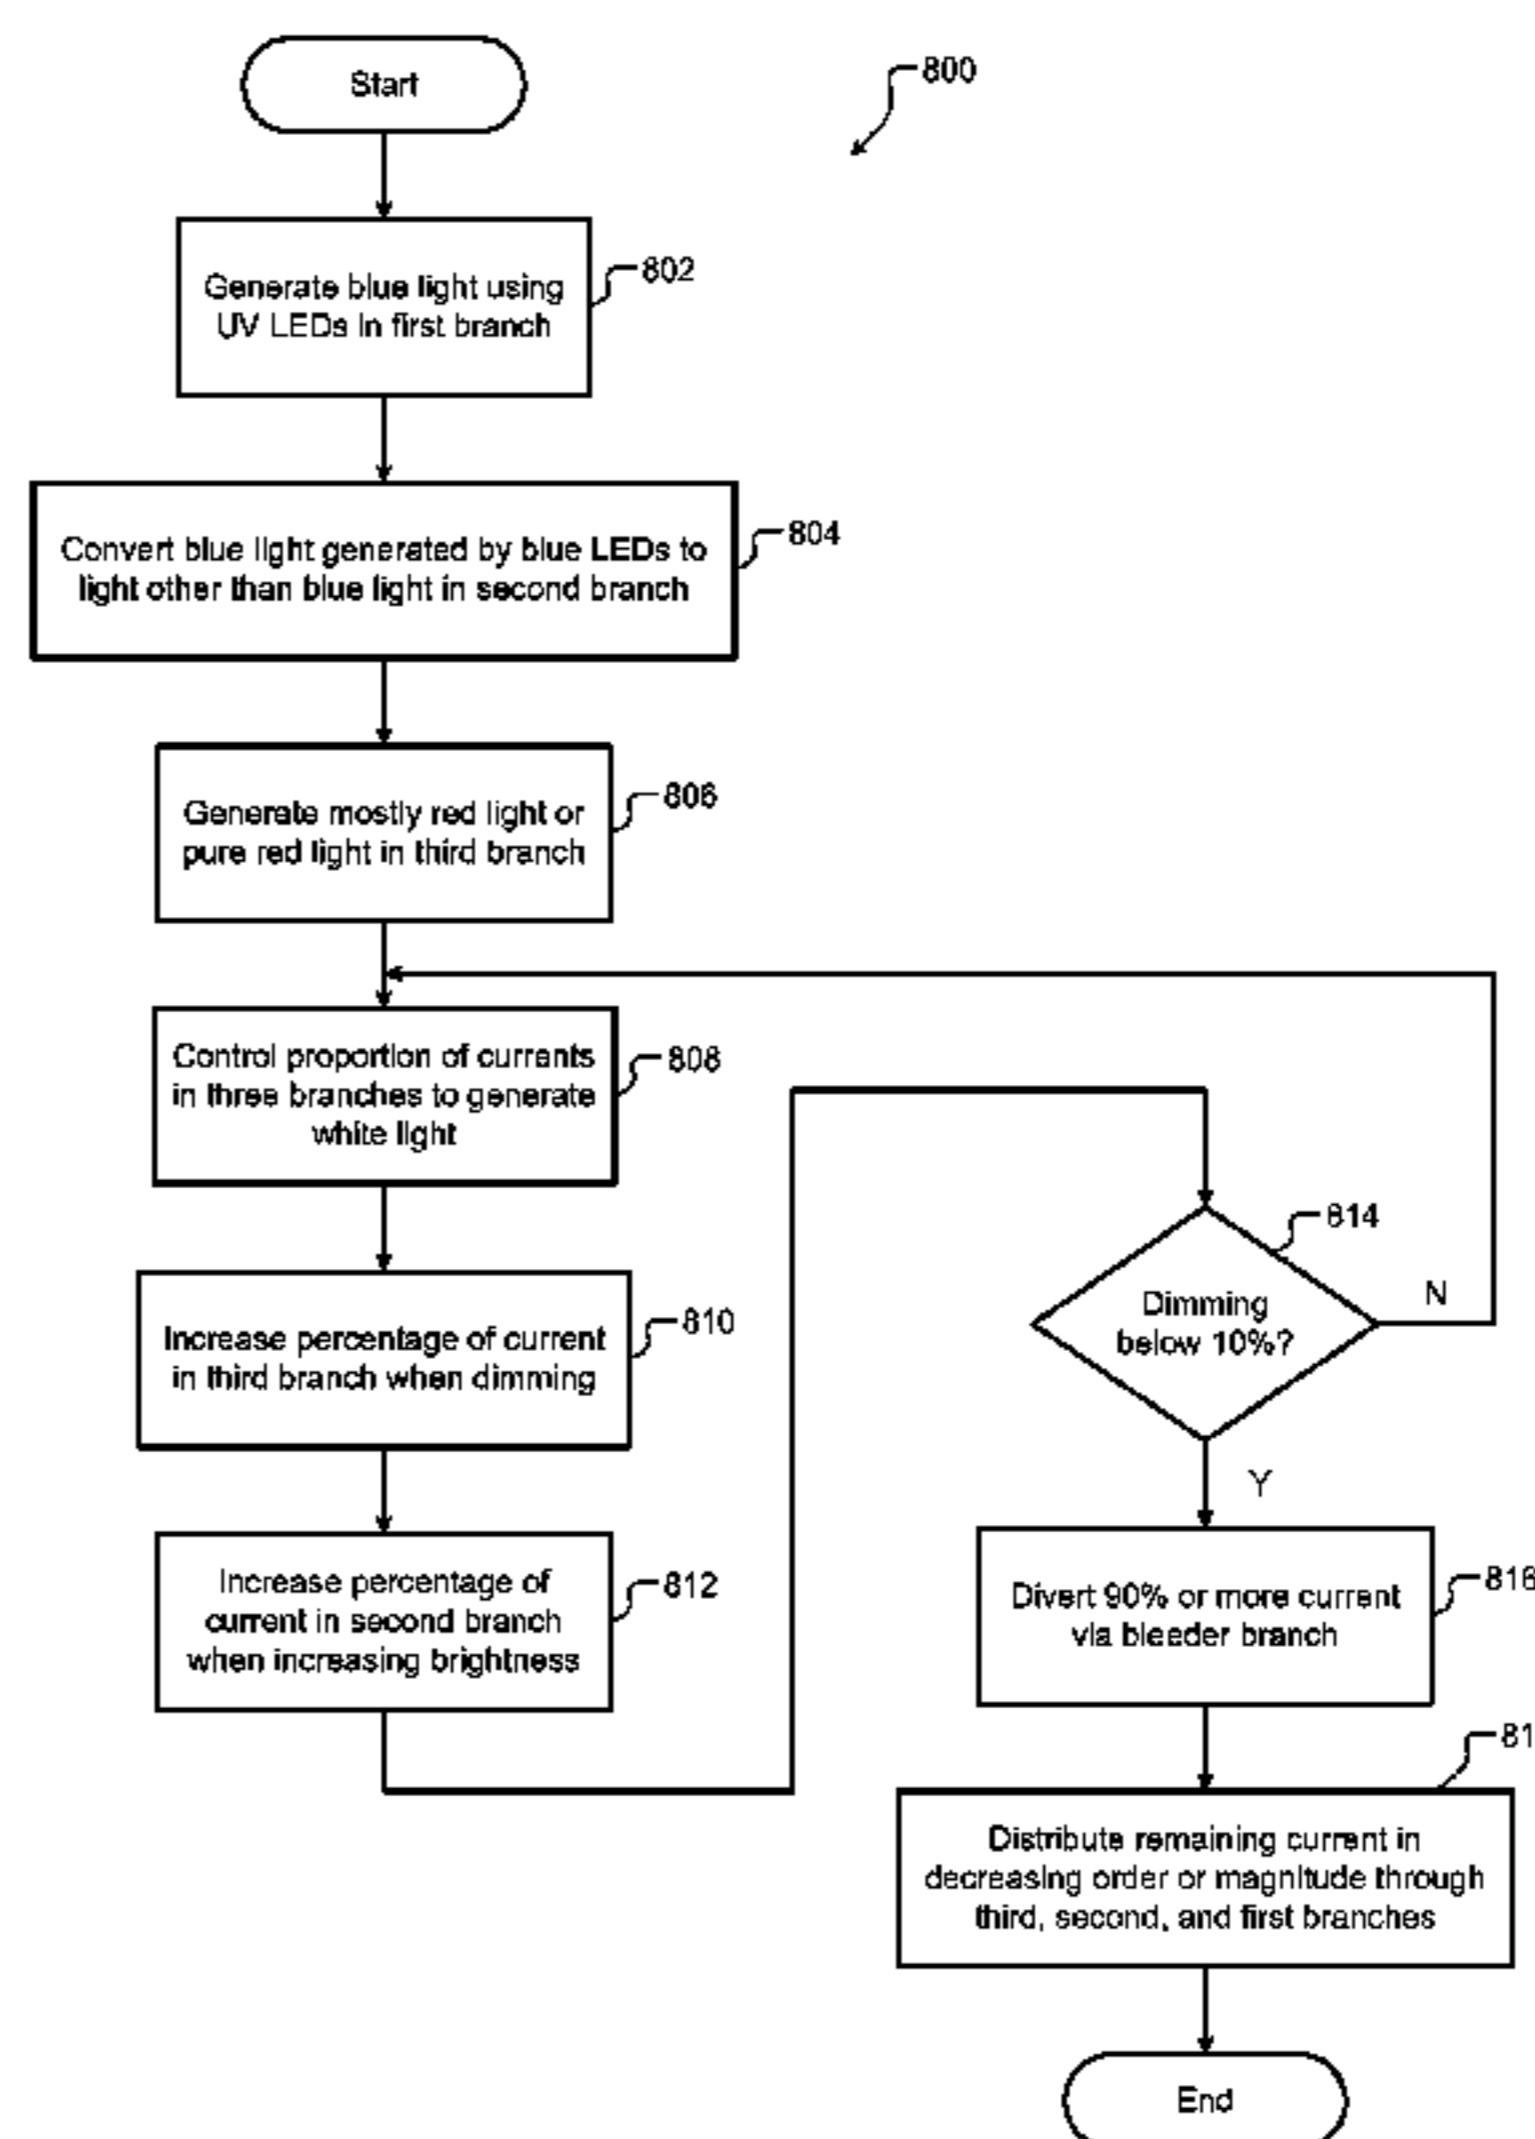 Start
800
Generate blue light using
UV LEDs in first branch
802
Convert blue light generated by blue LEDs to
light other than blue light in second branch
804
Generate mostly red light or
pure red light in third branch
806
Control proportion of currents
in three branches to generate
white light
808
Increase percentage of current
in third branch when dimming
810
Increase percentage of
current in second branch
when increasing brightness
812
814
Dimming
below 10%?
N
Y
Divert 90% or more current
via bleeder branch
816
81
Distribute remaining current in
decreasing order or magnitude through
third, second, and first branches
End